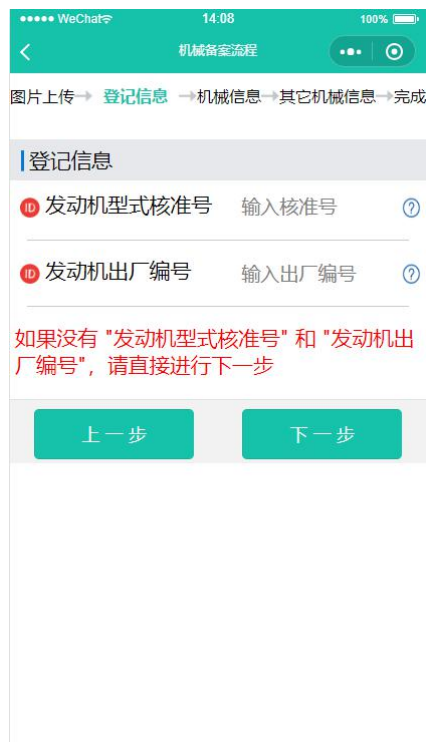 WeChat 14:08 100%
机械备案流程
图片上传→ 登记信息 →机械信息→其它机械信息→完成
登记信息
ID 发动机型式核准号 输入核准号 ?
ID 发动机出厂编号 输入出厂编号 ?
如果没有 "发动机型式核准号" 和 "发动机出
厂编号"，请直接进行下一步
上一步 下一步